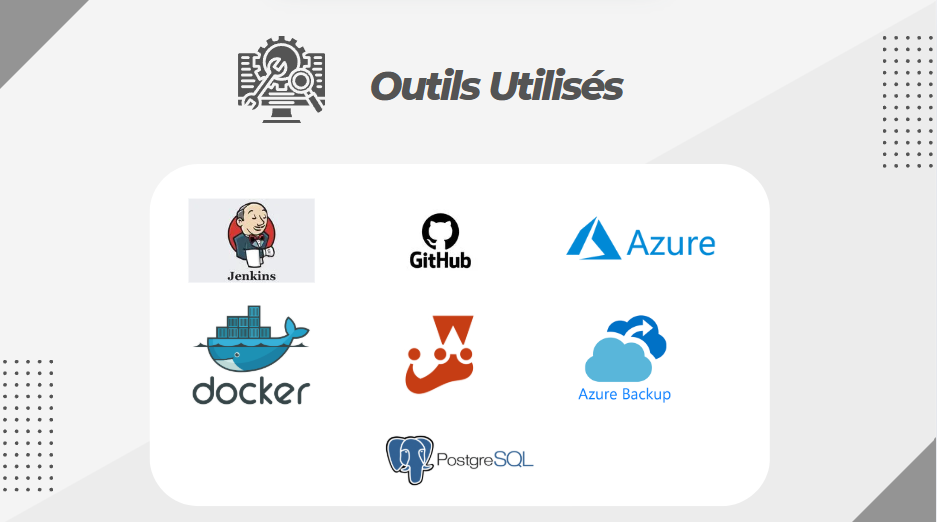 Outils Utilisés
Jenkins
GitHub
Azure
docker
Azure Backup
PostgreSQL